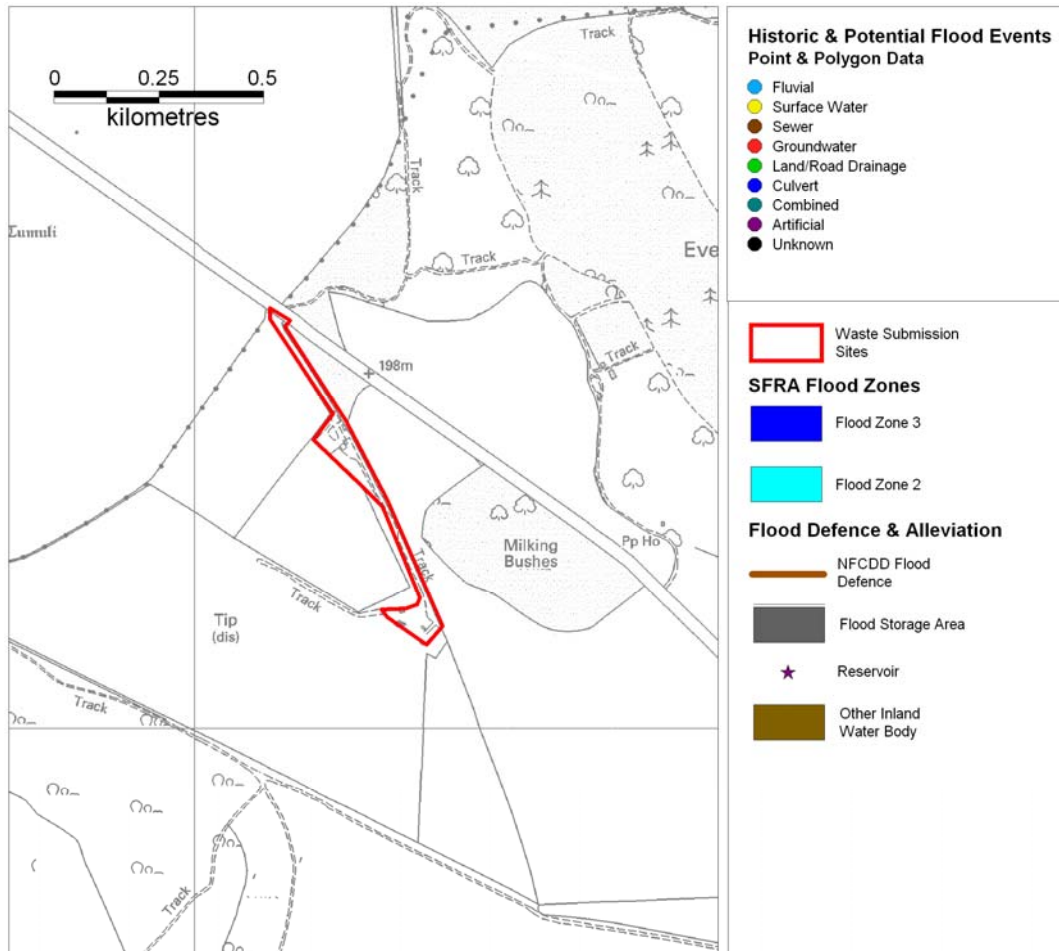 0 0.25 0.5
kilometres
Track
Track
Tumuli
Track
Eve
Track
198m
Milking
Bushes
Pp Ho
Track
Track
Tip
(dis)
Track
Track
Historic & Potential Flood Events
Point & Polygon Data
Fluvial
Surface Water
Sewer
Groundwater
Land/Road Drainage
Culvert
Combined
Artificial
Unknown
Waste Submission
Sites
SFRA Flood Zones
Flood Zone 3
Flood Zone 2
Flood Defence & Alleviation
NFCDD Flood
Defence
Flood Storage Area
Reservoir
Other Inland
Water Body